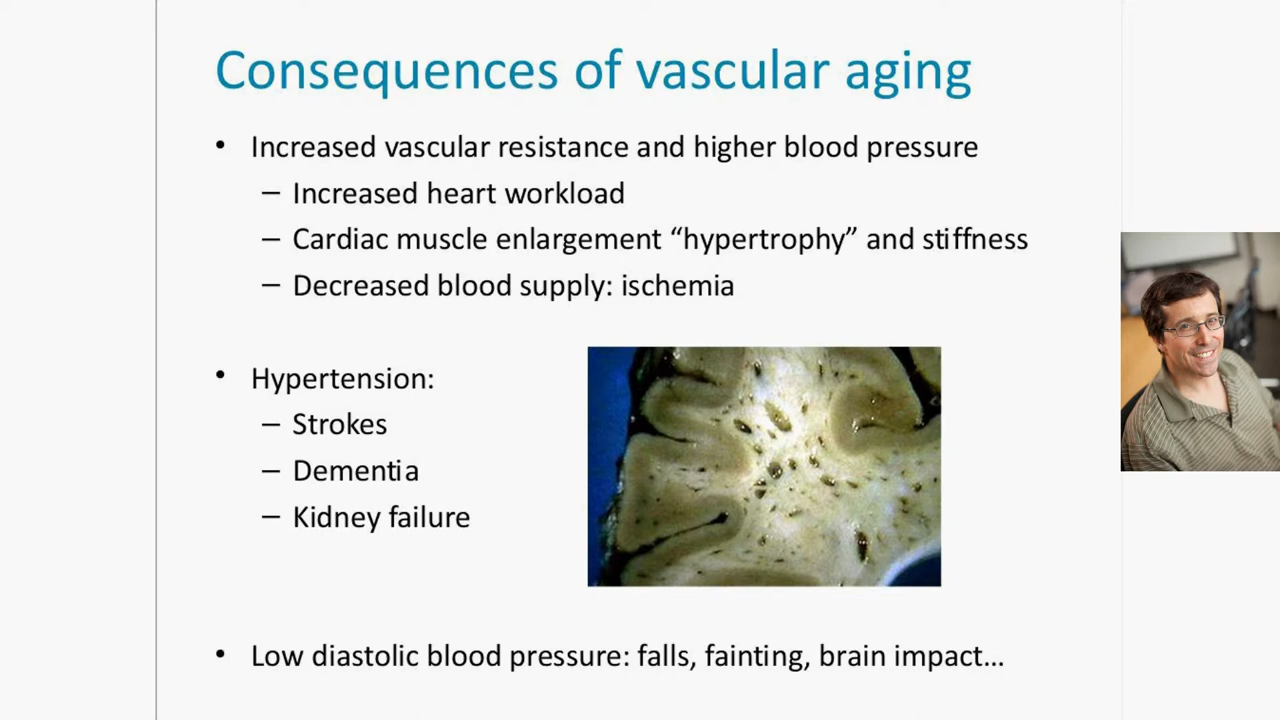 Consequences of vascular aging
• Increased vascular resistance and higher blood pressure
– Increased heart workload
– Cardiac muscle enlargement “hypertrophy” and stiffness
– Decreased blood supply: ischemia
• Hypertension:
– Strokes
– Dementia
– Kidney failure
• Low diastolic blood pressure: falls, fainting, brain impact...